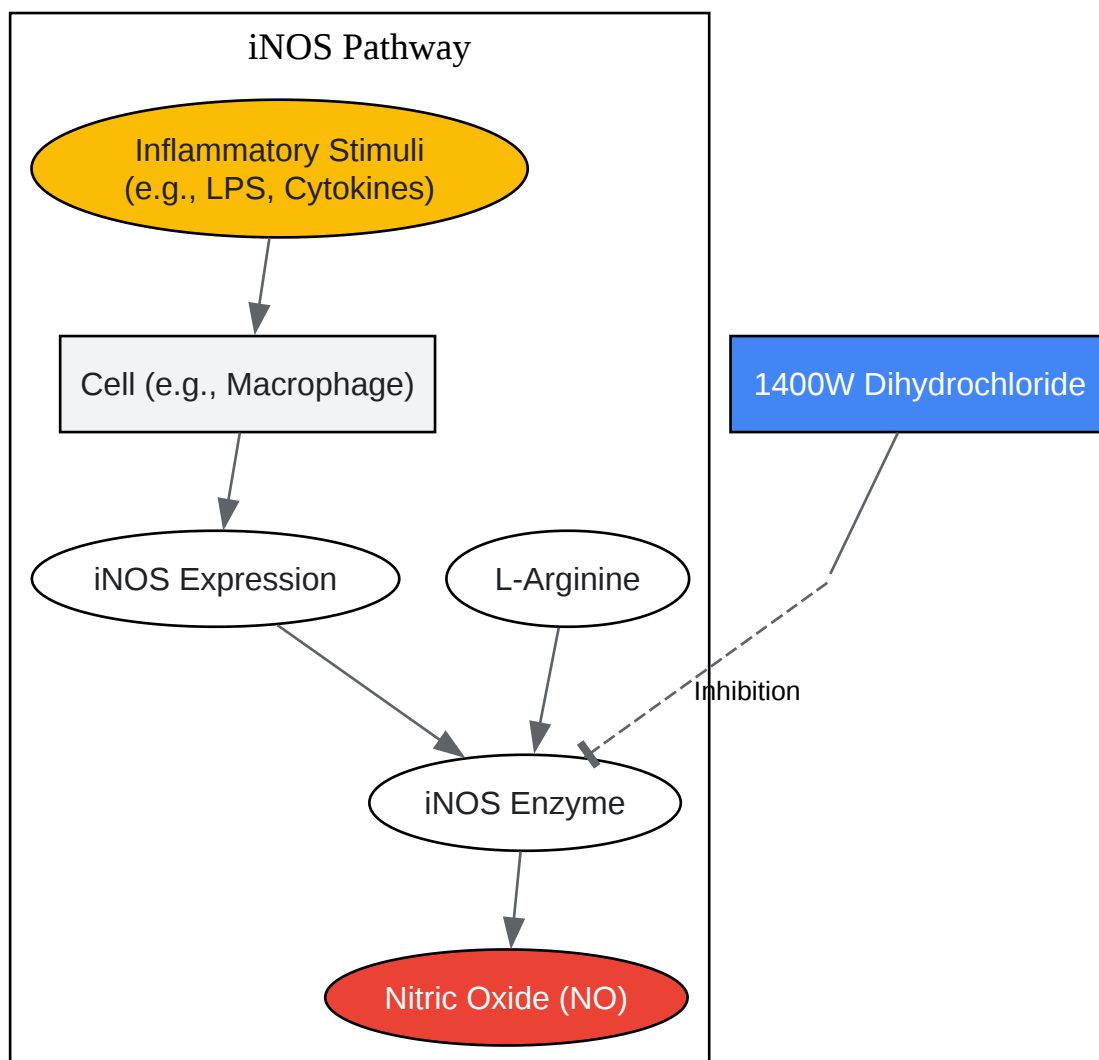 iNOS Pathway
Inflammatory Stimuli
(e.g., LPS, Cytokines)
Cell (e.g., Macrophage)
1400W Dihydrochloride
iNOS Expression
L-Arginine
Inhibition
iNOS Enzyme
Nitric Oxide (NO)